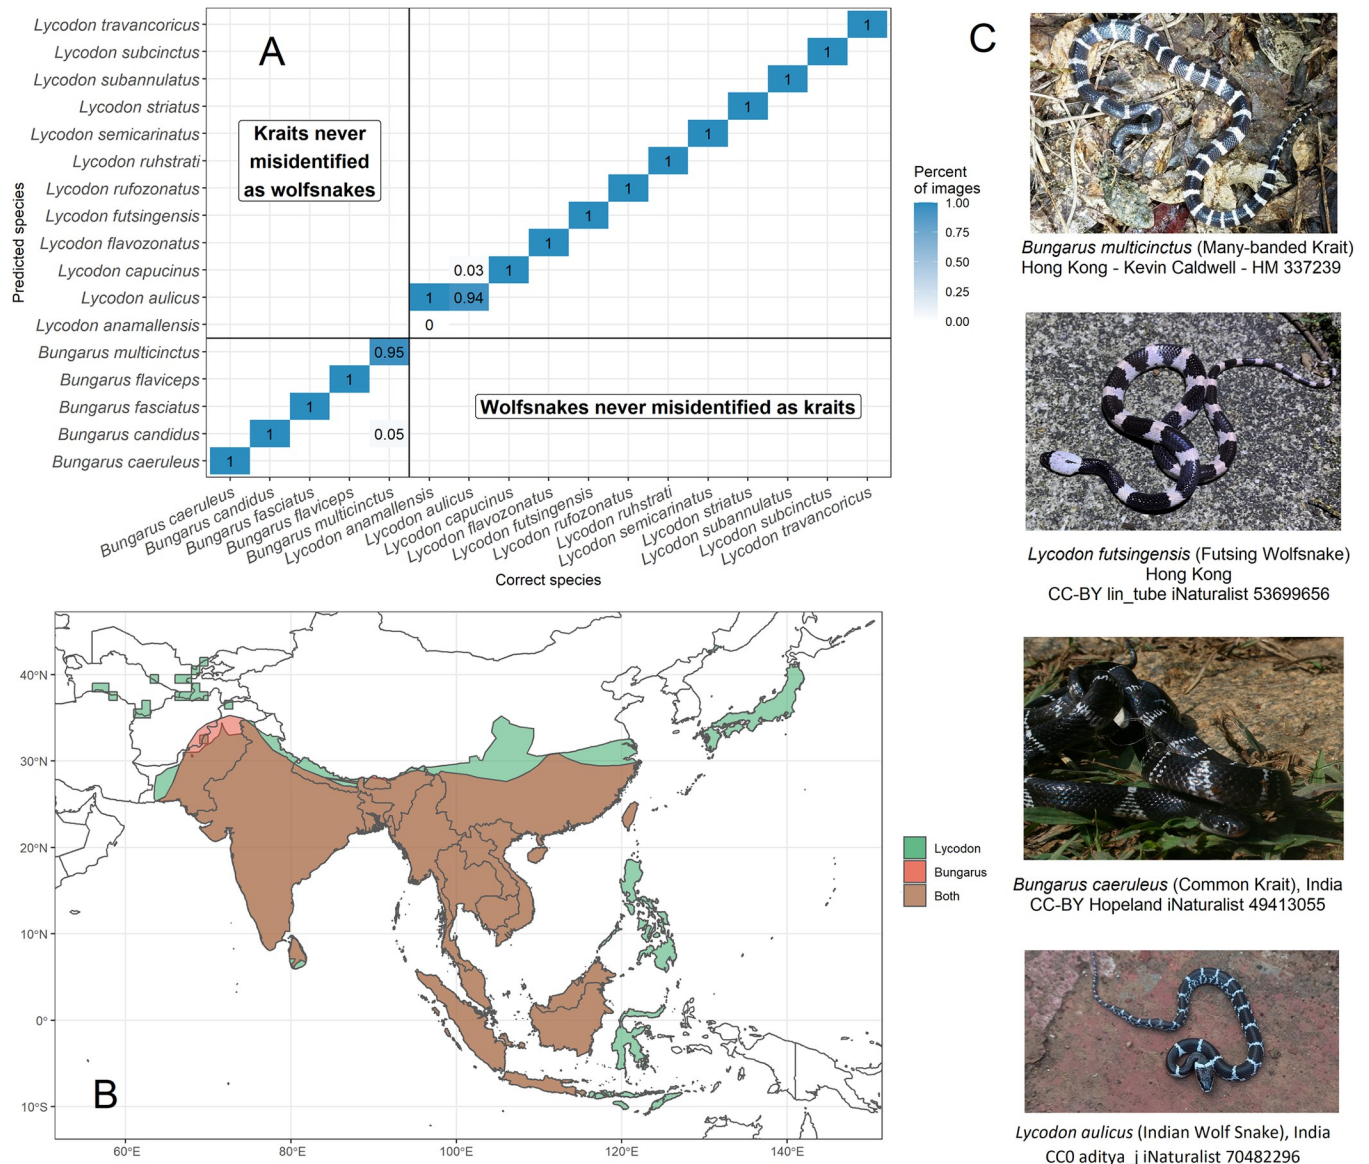 A
Predicted species
Lycodon travancoricus
Lycodon subcinctus
Lycodon subannulatus
Lycodon striatus
Lycodon semicarinatus
Lycodon ruhstrati
Lycodon rufozonatus
Lycodon futsingensis
Lycodon flavozonatus
Lycodon capucinus
Lycodon aulicus
Lycodon anamallensis
Bungarus multicinctus
Bungarus flaviceps
Bungarus fasciatus
Bungarus candidus
Bungarus caeruleus
Kraits never
misidentified
as wolfsnakes
Wolfsnakes never misidentified as kraits
1
1
1
1
1
1
1
1
1
0.03 1
1 0.94
0
0.95
1
1
1 0.05
1
Bungarus caeruleus
Bungarus candidus
Bungarus fasciatus
Bungarus flaviceps
Bungarus multicinctus
Lycodon anamallensis
Lycodon aulicus
Lycodon capucinus
Lycodon flavozonatus
Lycodon futsingensis
Lycodon rufozonatus
Lycodon ruhstrati
Lycodon semicarinatus
Lycodon striatus
Lycodon subannulatus
Lycodon subcinctus
Lycodon travancoricus
Correct species
Percent
of images
1.00
0.75
0.50
0.25
0.00
B
40°N
30°N
20°N
10°N
0°
10°S
60°E
80°E
100°E
120°E
140°E
Lycodon
Bungarus
Both
C
Bungarus multicinctus (Many-banded Krait)
Hong Kong - Kevin Caldwell - HM 337239
Lycodon futsingensis (Futsing Wolfsnake)
Hong Kong
CC-BY lin_tube iNaturalist 53699656
Bungarus caeruleus (Common Krait), India
CC-BY Hopeland iNaturalist 49413055
Lycodon aulicus (Indian Wolf Snake), India
CC0 aditya_j iNaturalist 70482296